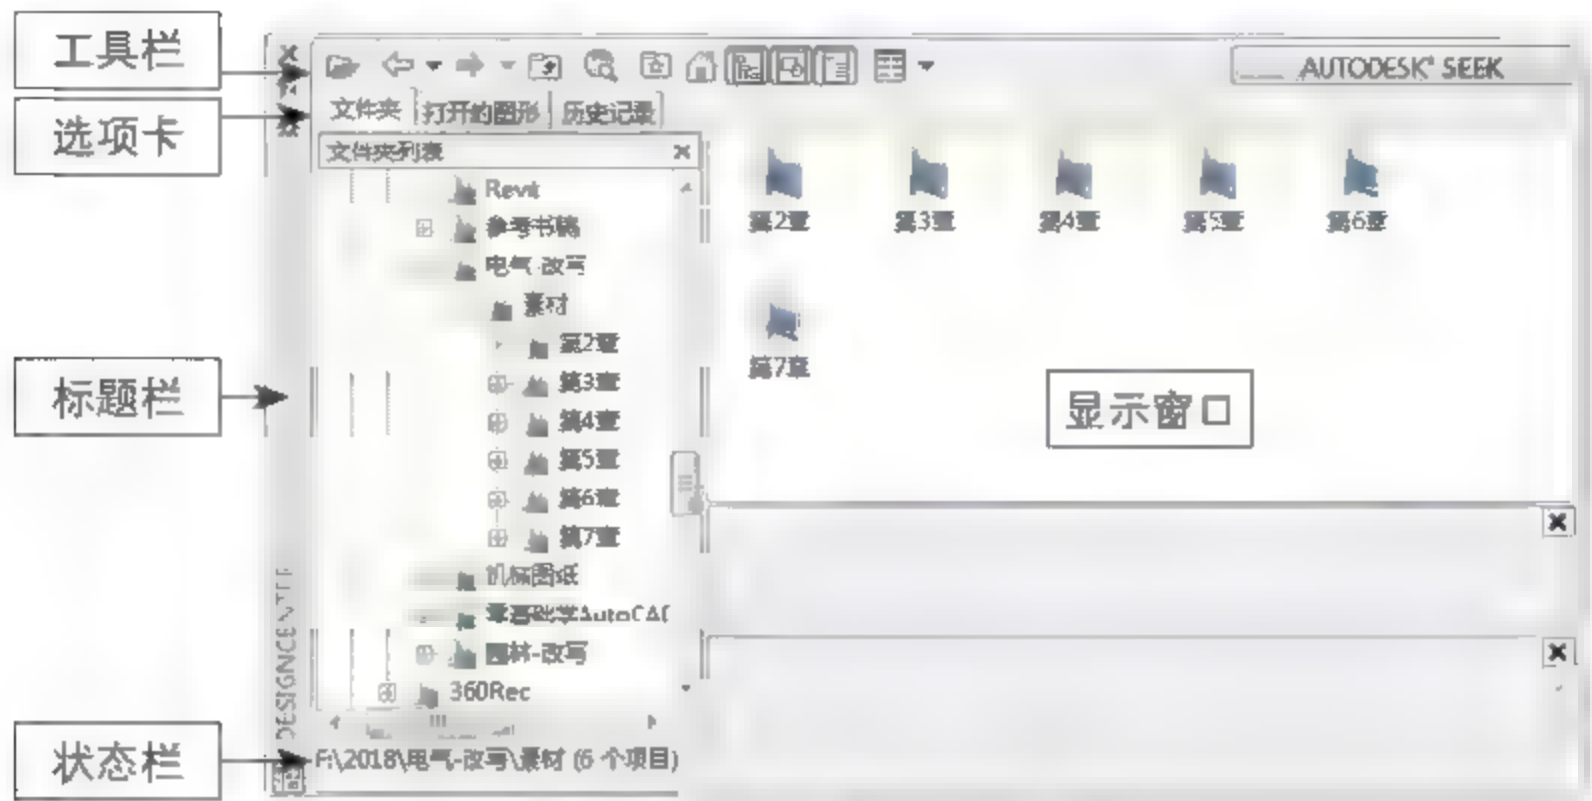 工具栏
选项卡
标题栏
状态栏
AUTODESK® SEEK
文件夹
打开的图形
历史记录
文件夹列表
Revit
参考书稿
电气-改写
素材
第2章
第3章
第4章
第5章
第6章
第7章
机械图纸
AutoCA
园林-改写
360Rec
F:\2018\电气-改写\素材 (6 个项目)
DESIGNCENTE
第2章
第3章
第4章
第5章
第6章
第7章
显示窗口